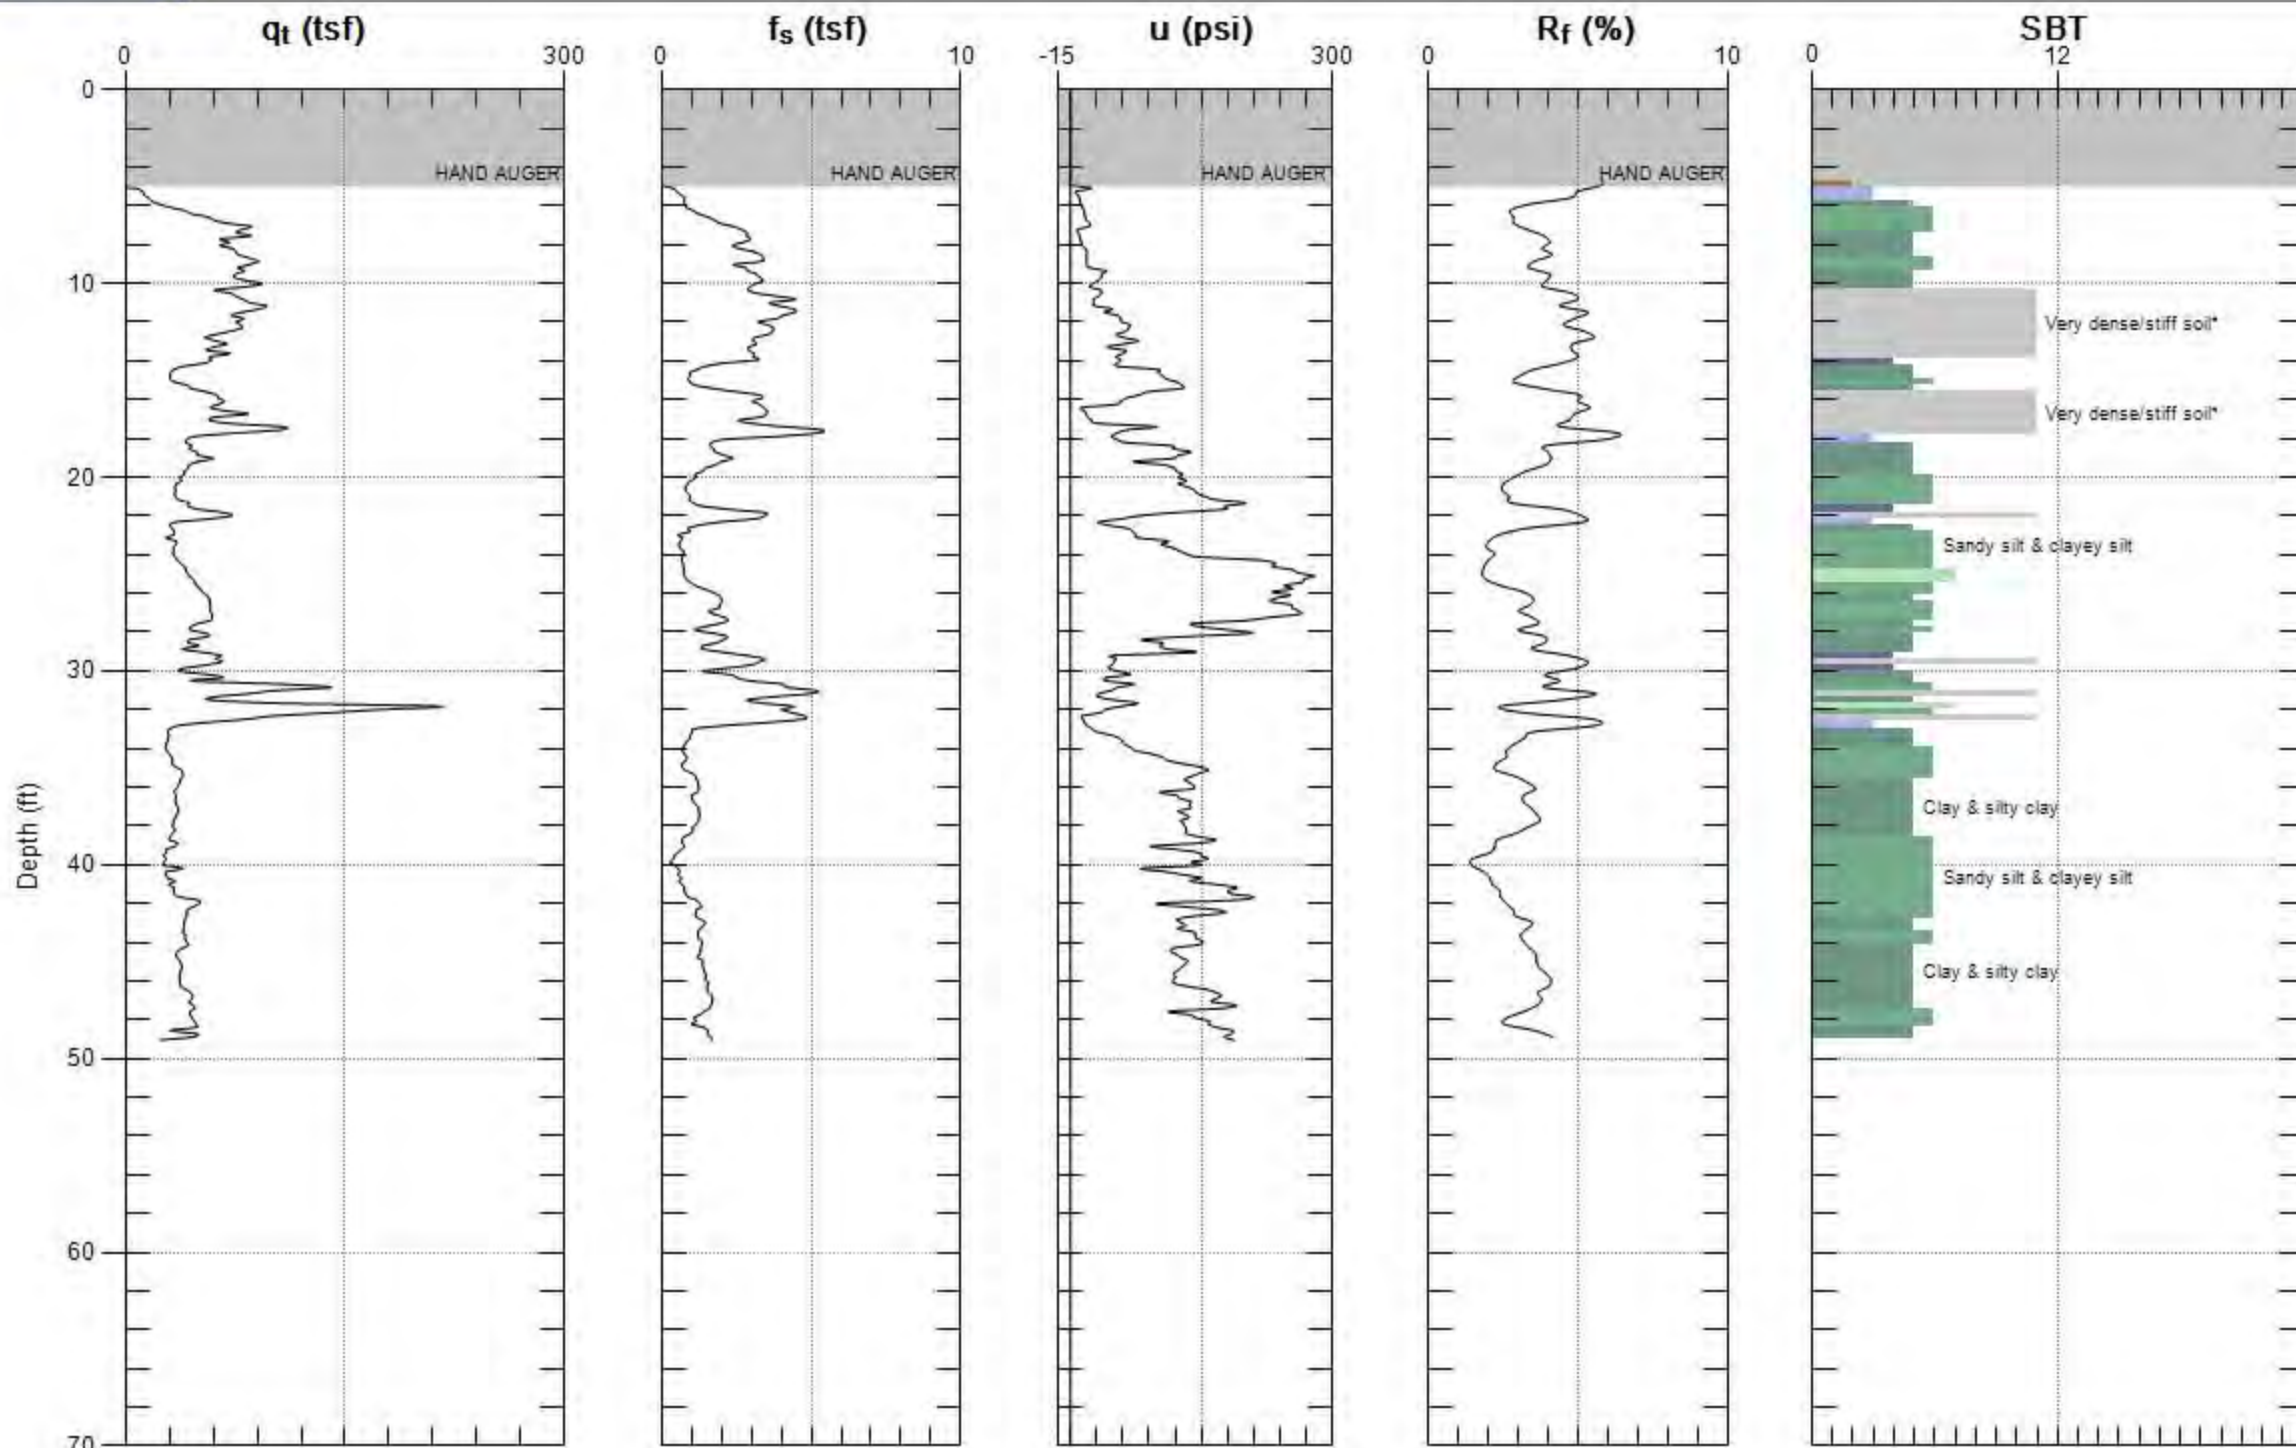 qt (tsf) fs (tsf) u (psi) Rf (%) SBT
0 300 0 10 -15 300 0 10 0 12
0
HAND AUGER HAND AUGER HAND AUGER HAND AUGER
10
Very dense/stiff soil*
Very dense/stiff soil*
20
Sandy silt & clayey silt
30
Clay & silty clay
Depth (ft)
40
Sandy silt & clayey silt
Clay & silty clay
50
60
70